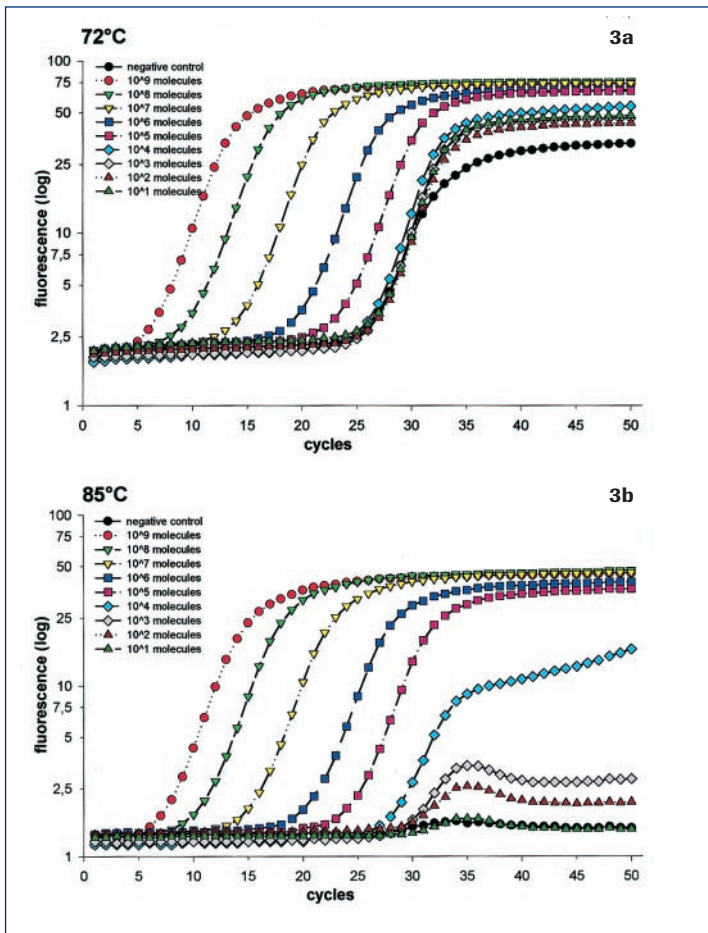 72°C
3a
100
75
50
25
10
7,5
5
2,5
1
fluorescence (log)
negative control
10^9 molecules
10^8 molecules
10^7 molecules
10^6 molecules
10^5 molecules
10^4 molecules
10^3 molecules
10^2 molecules
10^1 molecules
0 5 10 15 20 25 30 35 40 45 50
cycles
85°C
3b
100
75
50
25
10
7,5
5
2,5
1
fluorescence (log)
negative control
10^9 molecules
10^8 molecules
10^7 molecules
10^6 molecules
10^5 molecules
10^4 molecules
10^3 molecules
10^2 molecules
10^1 molecules
0 5 10 15 20 25 30 35 40 45 50
cycles